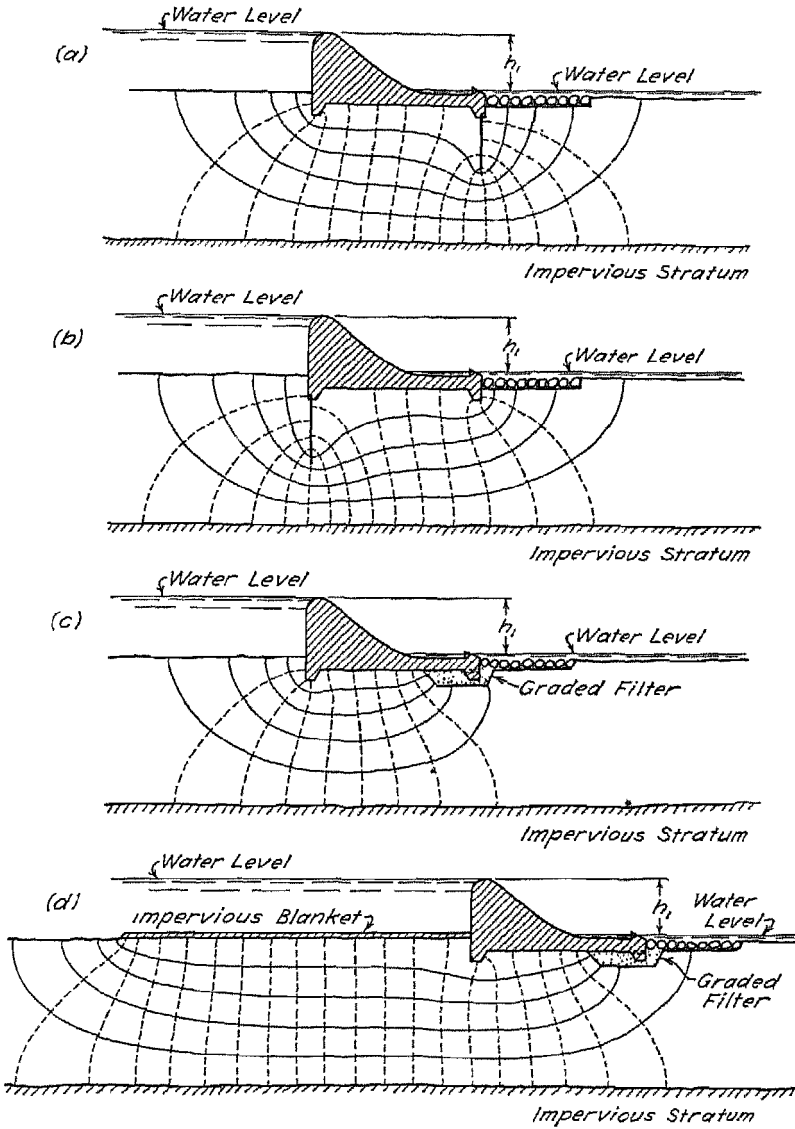 Water Level
(a)
h₁
Water Level
Impervious Stratum
Water Level
(b)
h₁
Water Level
Impervious Stratum
Water Level
(c)
h₁
Water Level
Graded Filter
Impervious Stratum
Water Level
(d)
h₁
Water
Level
Impervious Blanket
Graded
Filter
Impervious Stratum